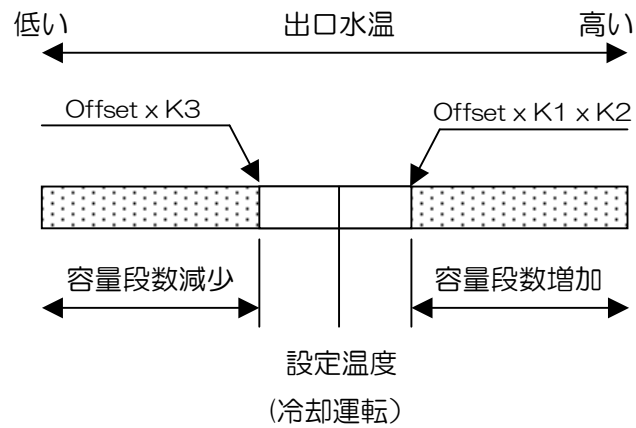 低い 出口水温 高い
Offset x K3 Offset x K1 x K2
容量段数減少 容量段数増加
設定温度
(冷却運転)